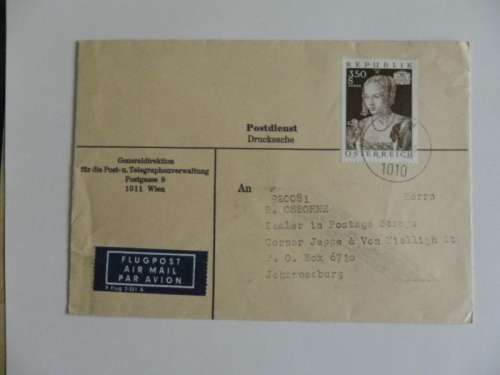 REPUBLIK
3.50
S
ÖSTERREICH
1010
Postdienst
Drucksache
Generaldirektion
für die Post- u. Telegraphenverwaltung
Postgasse 8
1011 Wien
An
Herrn
920081
R. OSBORNE
Dealer in Postage Stamps
Corner Jeppe & Von Wielligh St
P. O. Box 6710
Johannesburg
FLUGPOST
AIR MAIL
PAR AVION